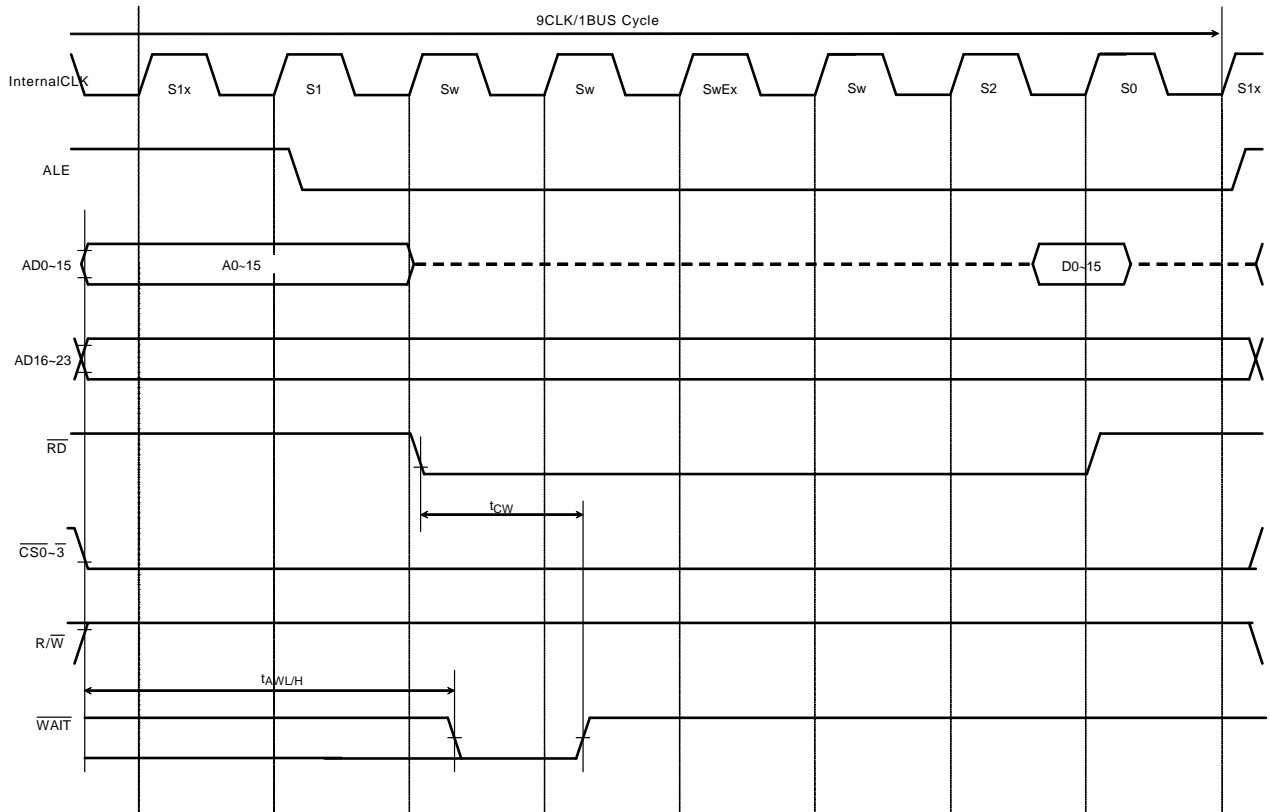 9CLK/1BUS Cycle
InternalCLK
S1x
S1
Sw
Sw
SwEx
Sw
S2
S0
S1x
ALE
AD0~15
A0~15
D0~15
AD16~23
RD
tCW
CS0~3
R/W
tAWL/H
WAIT